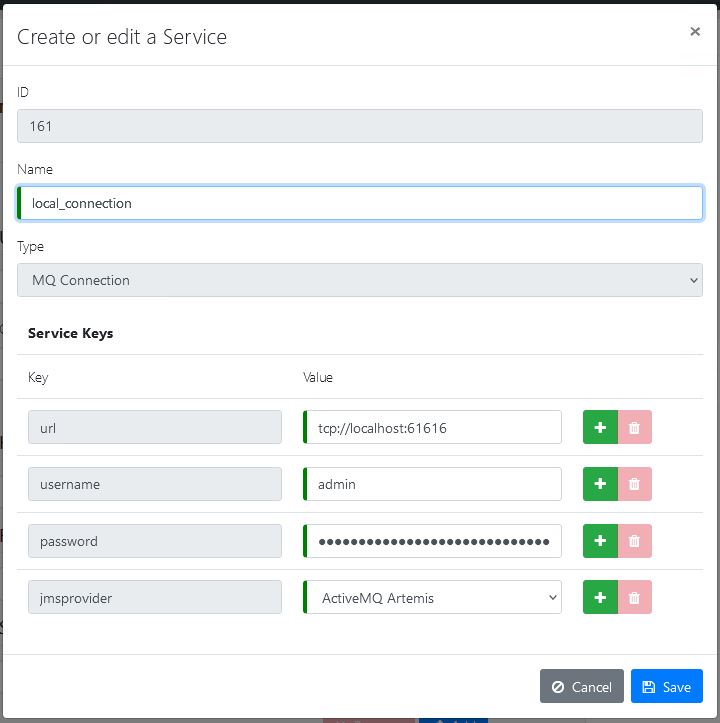 Create or edit a Service
×
ID
161
Name
local_connection
Type
MQ Connection
Service Keys
Key Value
url tcp://localhost:61616
username admin
password •••••••••••••••••••••••••••••
jmsprovider ActiveMQ Artemis
Cancel Save